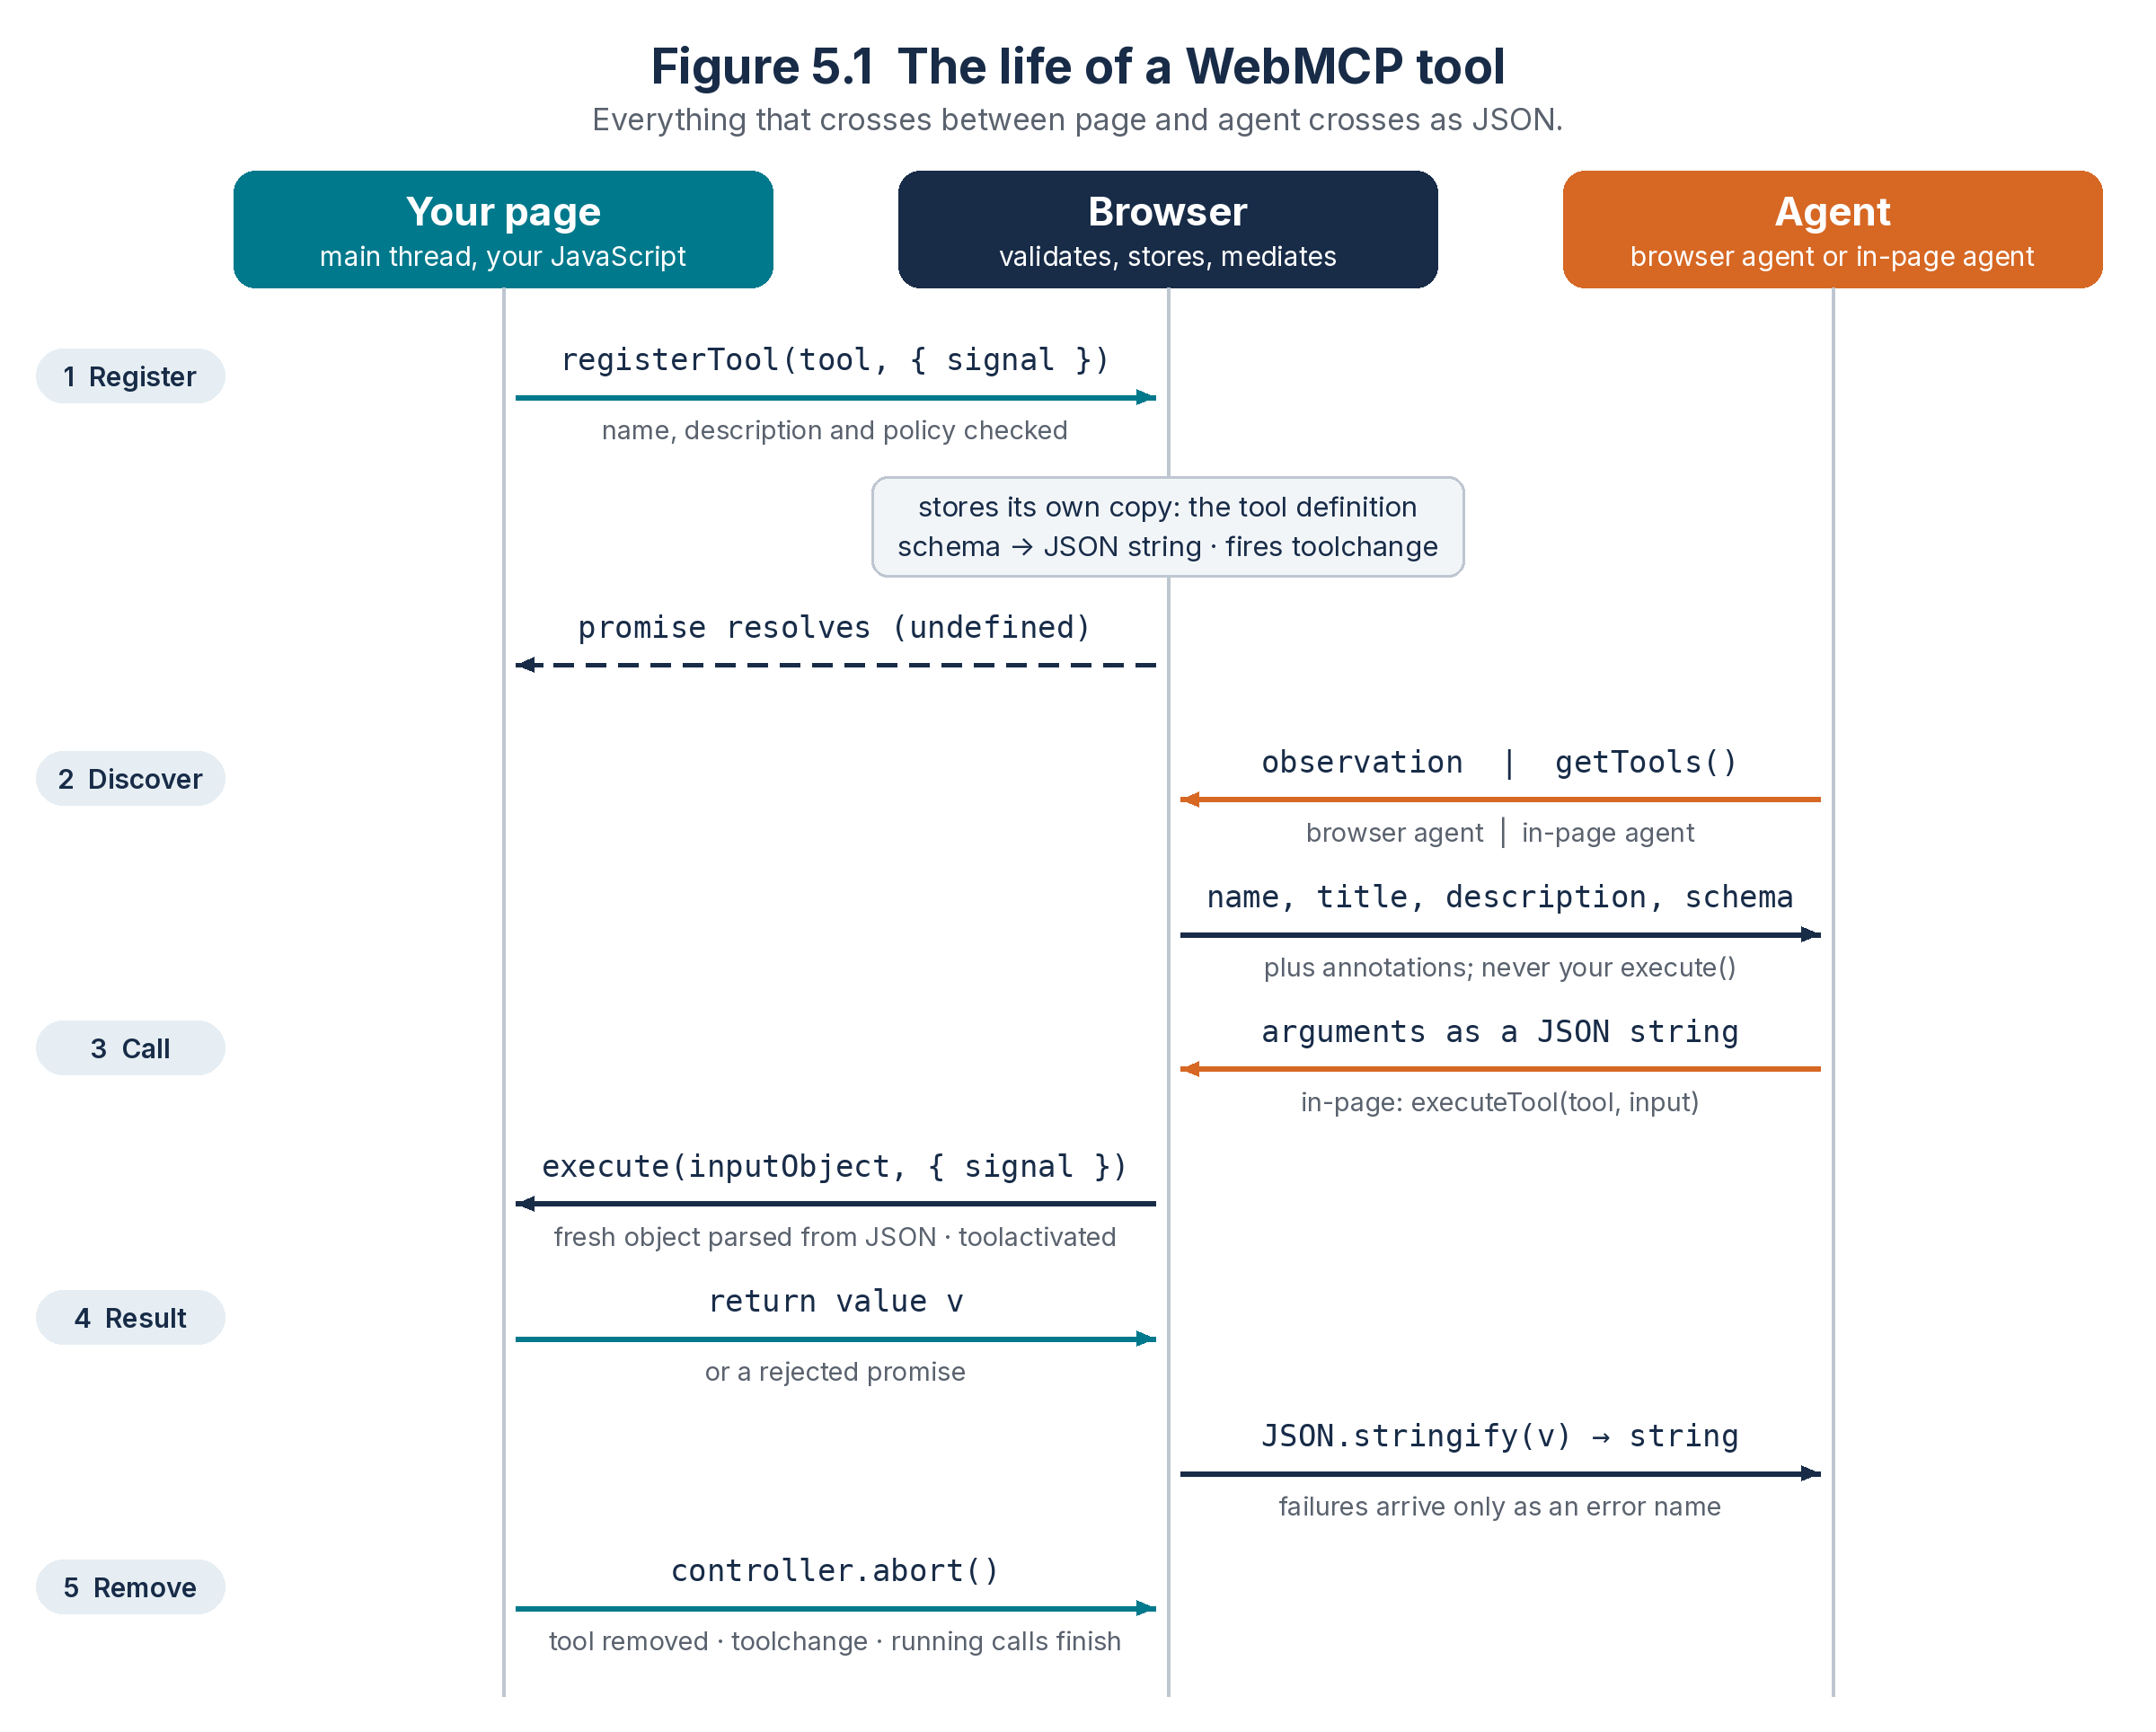 Figure 5.1 The life of a WebMCP tool
Everything that crosses between page and agent crosses as JSON.
Your page
main thread, your JavaScript
Browser
validates, stores, mediates
Agent
browser agent or in-page agent
1 Register
registerTool(tool, { signal })
name, description and policy checked
stores its own copy: the tool definition
schema → JSON string · fires toolchange
promise resolves (undefined)
2 Discover
observation | getTools()
browser agent | in-page agent
name, title, description, schema
plus annotations; never your execute()
3 Call
arguments as a JSON string
in-page: executeTool(tool, input)
execute(inputObject, { signal })
fresh object parsed from JSON · toolactivated
4 Result
return value v
or a rejected promise
JSON.stringify(v) → string
failures arrive only as an error name
5 Remove
controller.abort()
tool removed · toolchange · running calls finish